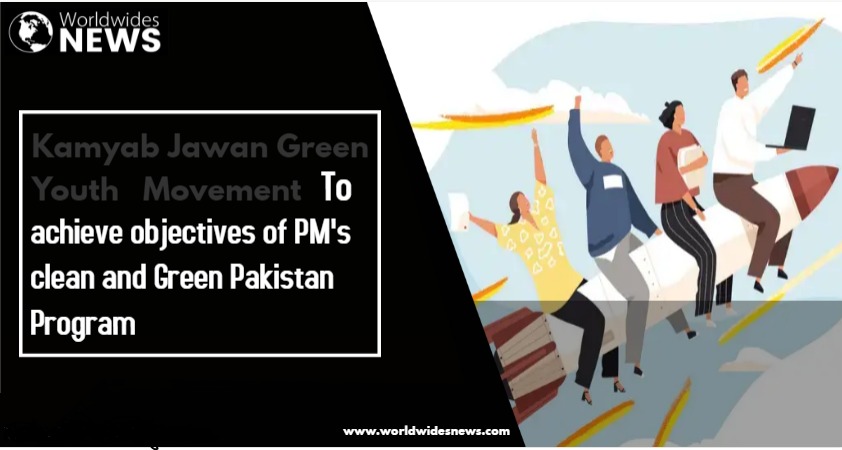 Worldwides
NEWS
Kamyab Jawan Green
Youth Movement To
achieve objectives of PM's
clean and Green Pakistan
Program
www.worldwidesnews.com